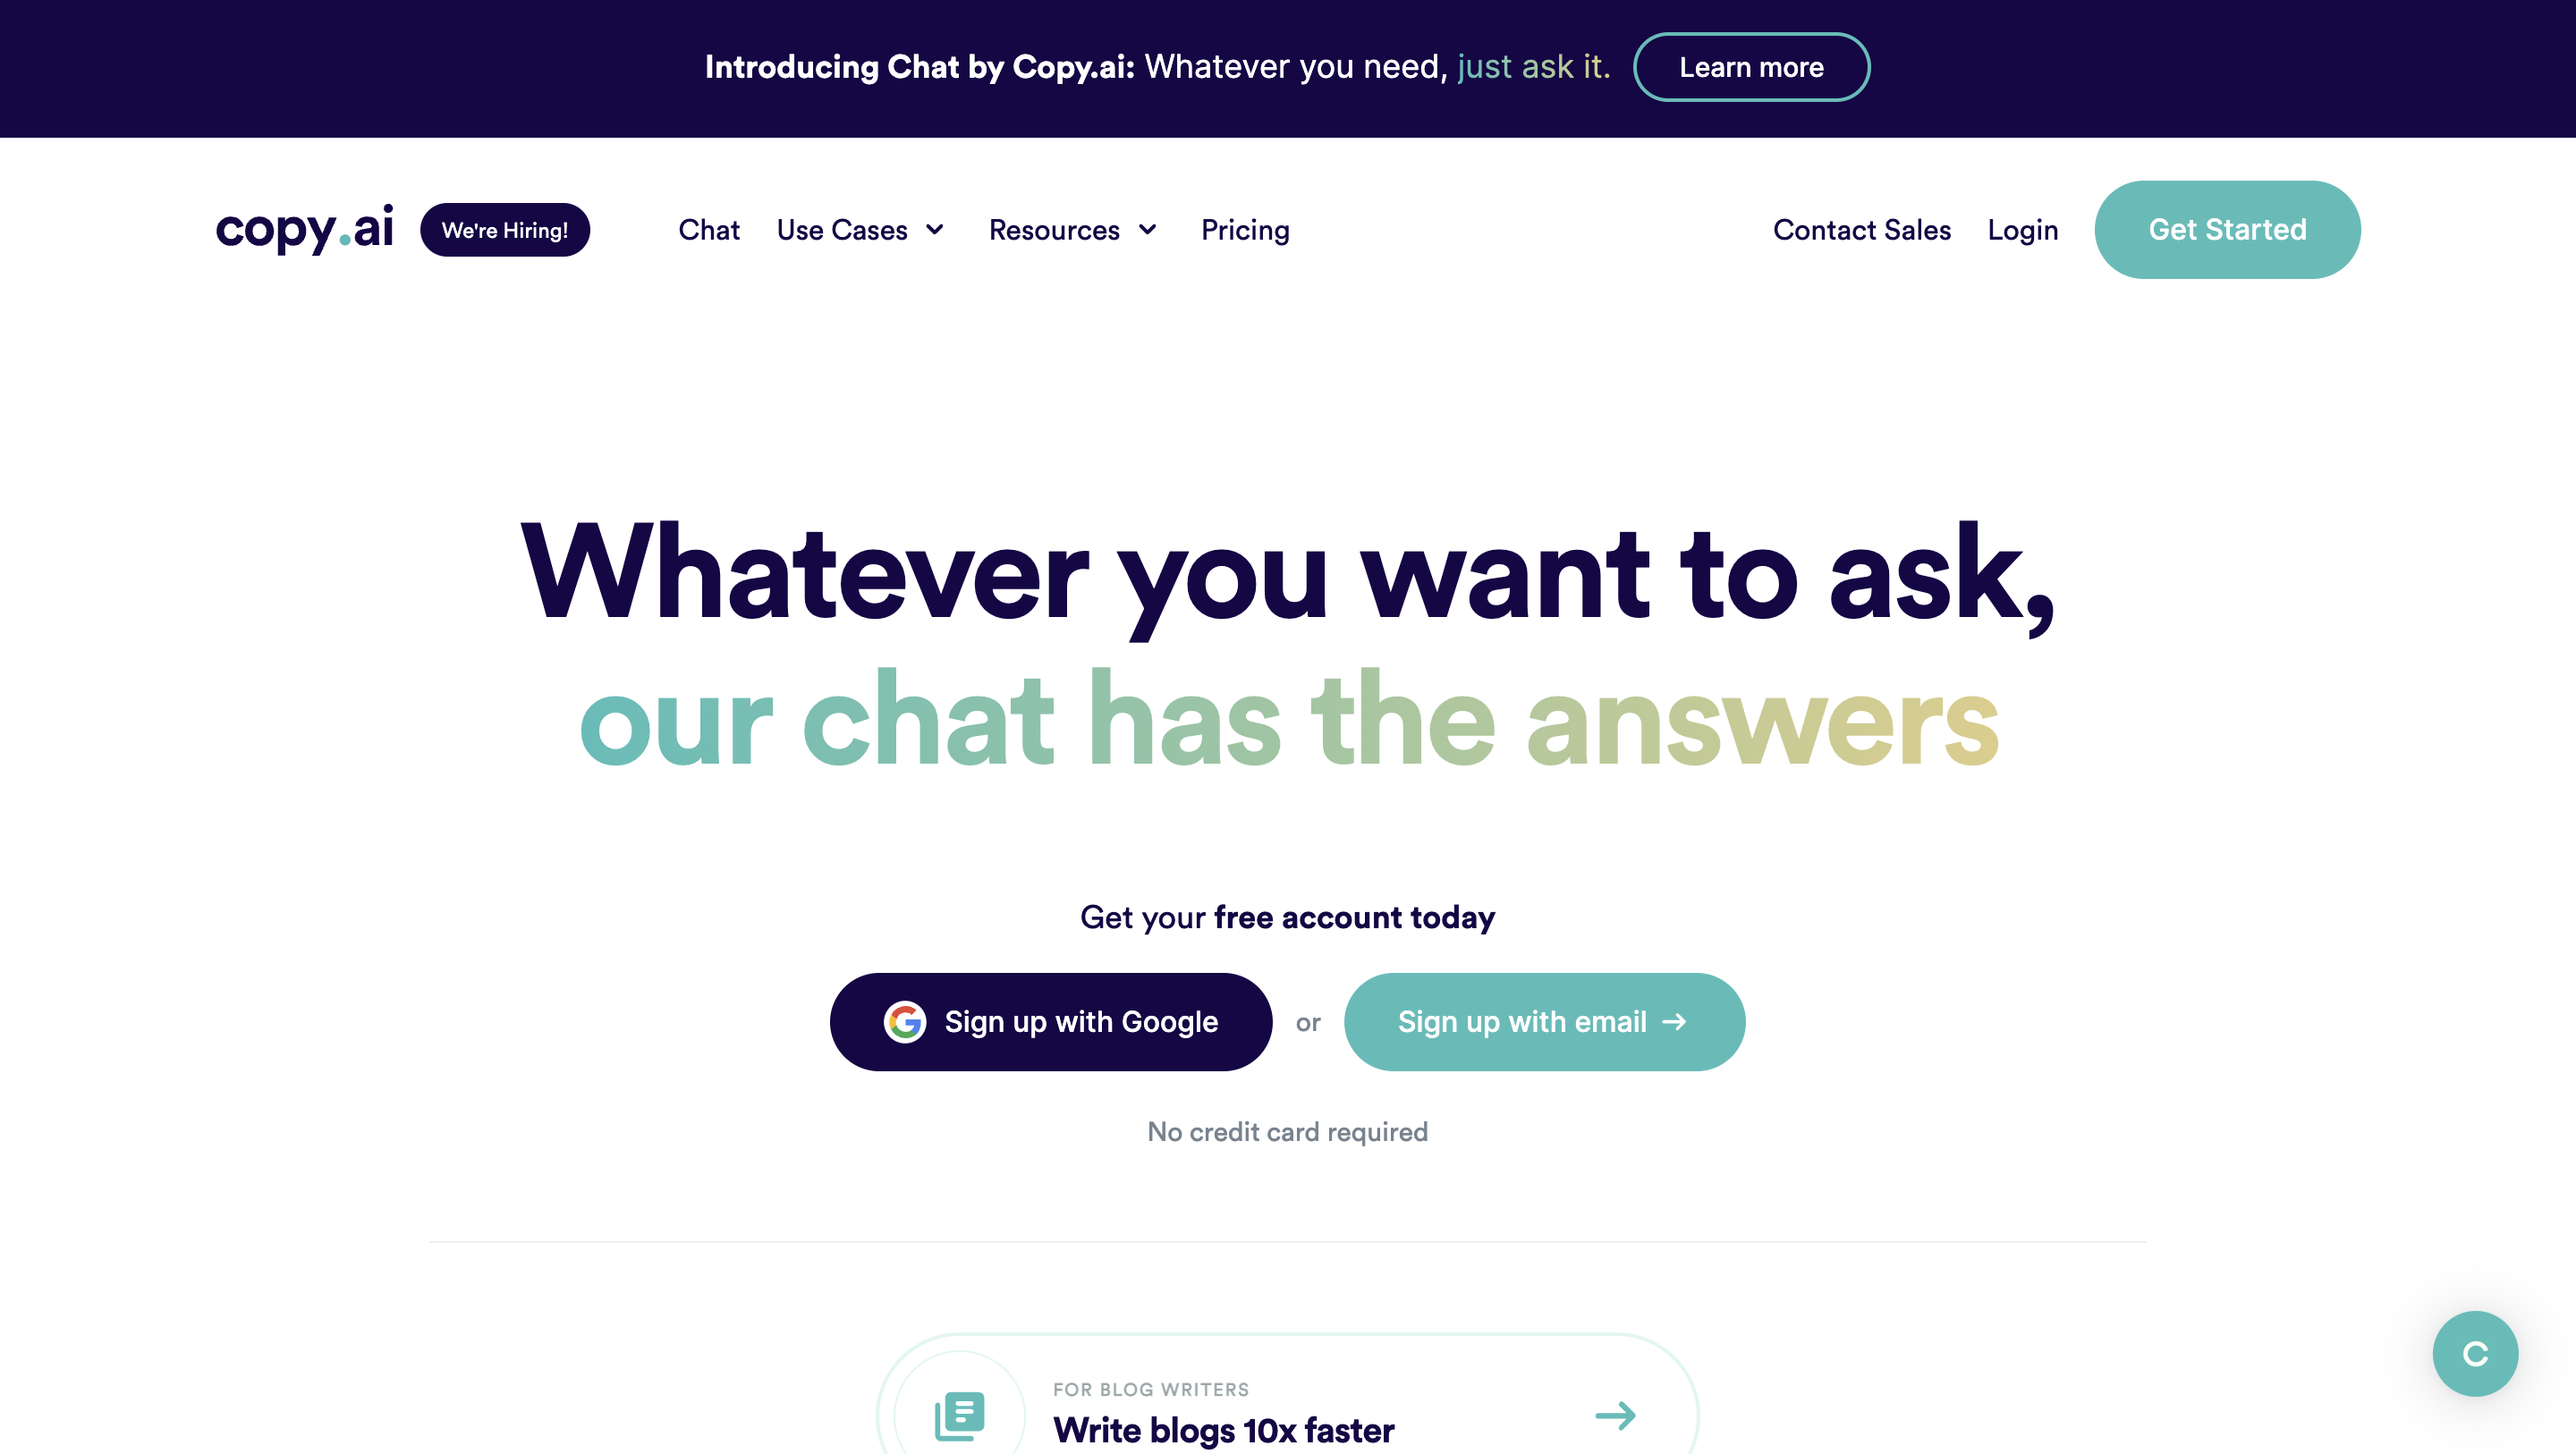 Introducing Chat by Copy.ai: Whatever you need, just ask it. Learn more
copy.ai We're Hiring! Chat Use Cases Resources Pricing Contact Sales Login Get Started
Whatever you want to ask,
our chat has the answers
Get your free account today
Sign up with Google or Sign up with email →
No credit card required
FOR BLOG WRITERS
Write blogs 10x faster
C